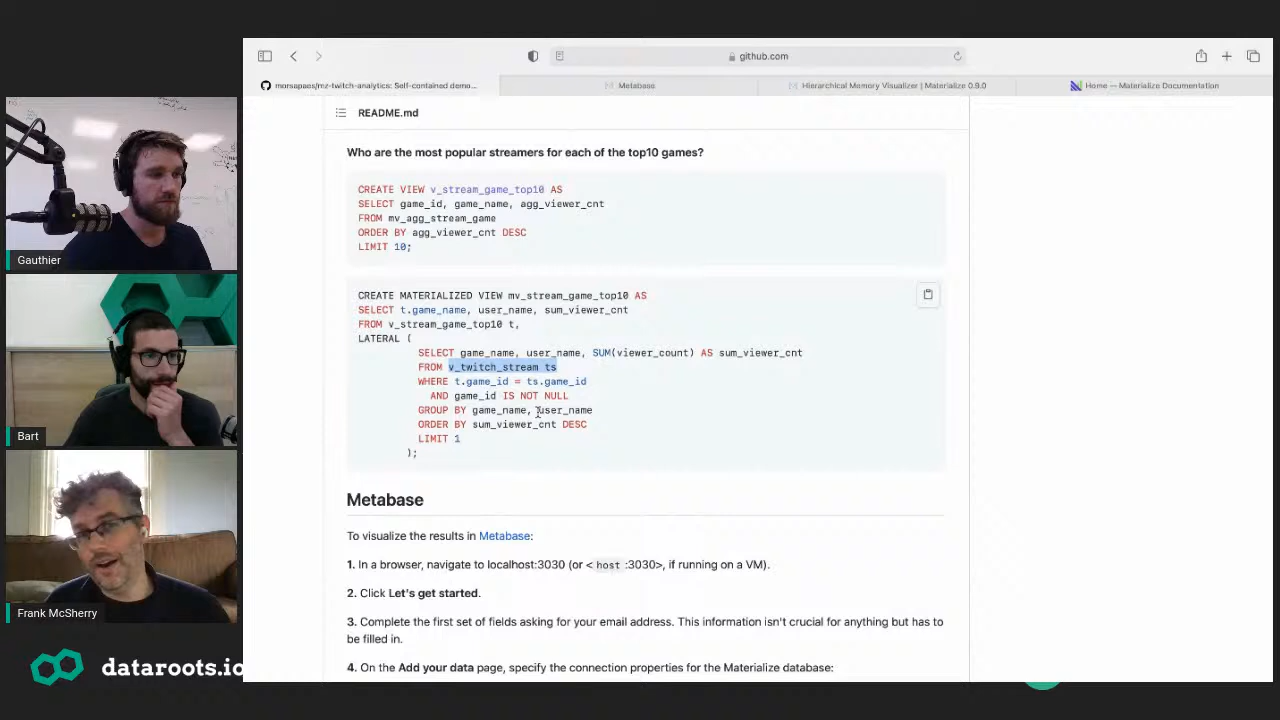 github.com
morsapaes/mz-twitch-analytics: Self-contained demo...
Metabase
Hierarchical Memory Visualizer | Materialize 0.9.0
Home — Materialize Documentation
README.md
Who are the most popular streamers for each of the top10 games?
CREATE VIEW v_stream_game_top10 AS
SELECT game_id, game_name, agg_viewer_cnt
FROM mv_agg_stream_game
ORDER BY agg_viewer_cnt DESC
LIMIT 10;
CREATE MATERIALIZED VIEW mv_stream_game_top10 AS
SELECT t.game_name, user_name, sum_viewer_cnt
FROM v_stream_game_top10 t,
LATERAL (
SELECT game_name, user_name, SUM(viewer_count) AS sum_viewer_cnt
FROM v_twitch_stream ts
WHERE t.game_id = ts.game_id
AND game_id IS NOT NULL
GROUP BY game_name, user_name
ORDER BY sum_viewer_cnt DESC
LIMIT 1
);
Metabase
To visualize the results in Metabase:
1. In a browser, navigate to localhost:3030 (or < host :3030>, if running on a VM).
2. Click Let's get started.
3. Complete the first set of fields asking for your email address. This information isn't crucial for anything but has to
be filled in.
4. On the Add your data page, specify the connection properties for the Materialize database:
Gauthier
Bart
Frank McSherry
dataroots.io